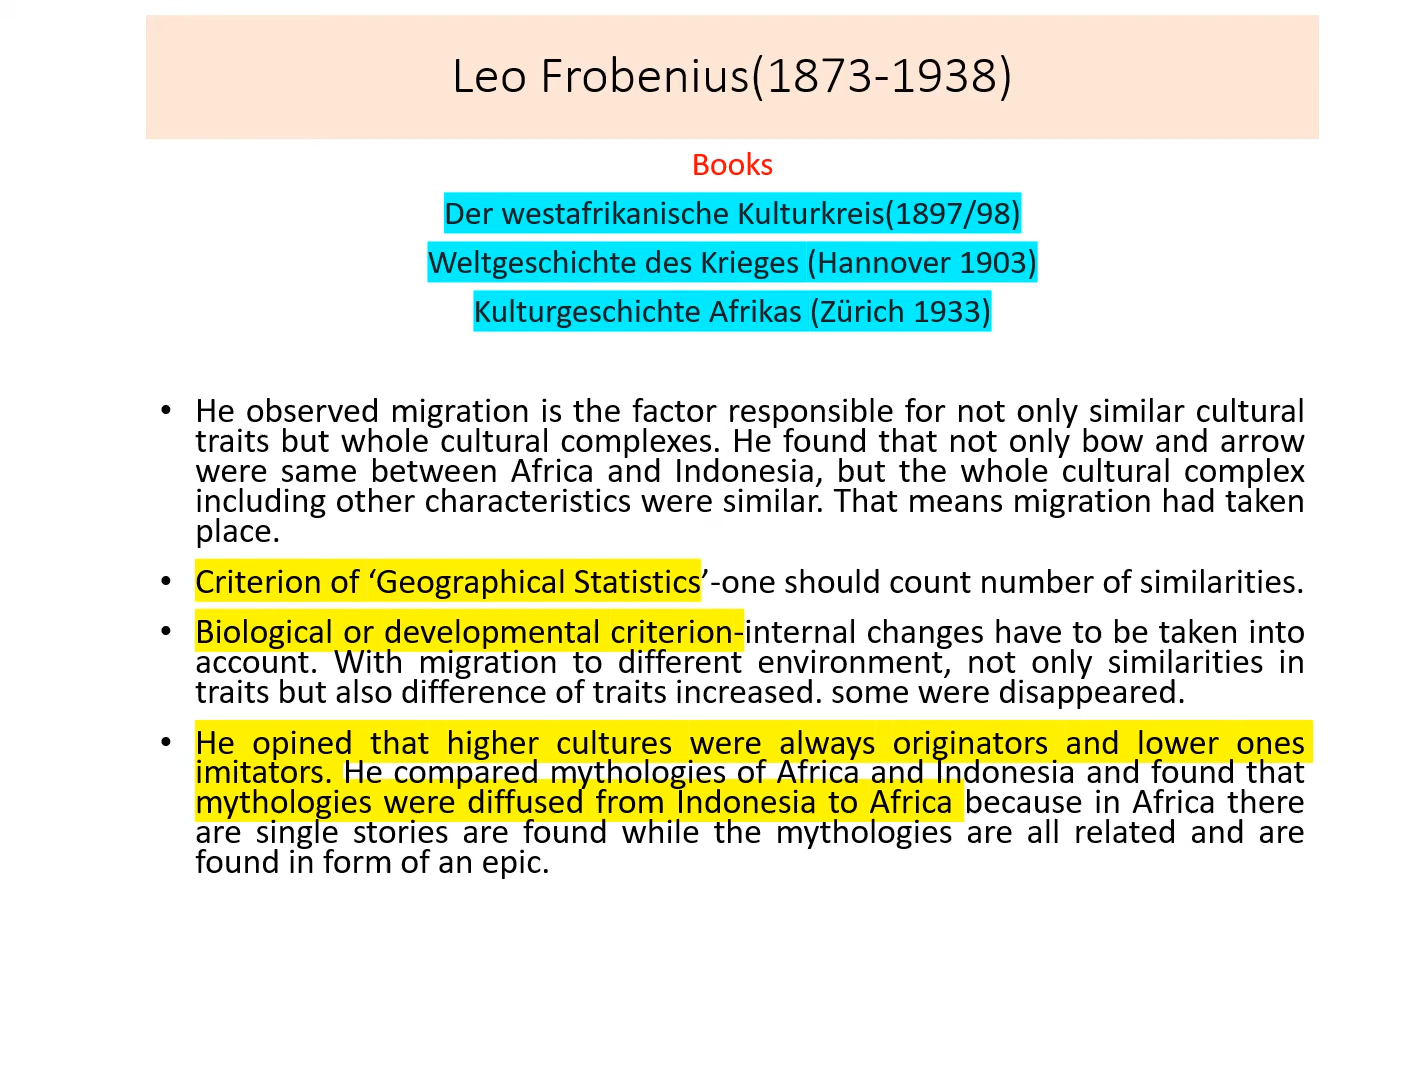 Leo Frobenius(1873-1938)
Books
Der westafrikanische Kulturkreis(1897/98)
Weltgeschichte des Krieges (Hannover 1903)
Kulturgeschichte Afrikas (Zürich 1933)
• He observed migration is the factor responsible for not only similar cultural
traits but whole cultural complexes. He found that not only bow and arrow
were same between Africa and Indonesia, but the whole cultural complex
including other characteristics were similar. That means migration had taken
place.
• Criterion of ‘Geographical Statistics’-one should count number of similarities.
• Biological or developmental criterion-internal changes have to be taken into
account. With migration to different environment, not only similarities in
traits but also difference of traits increased. some were disappeared.
• He opined that higher cultures were always originators and lower ones
imitators. He compared mythologies of Africa and Indonesia and found that
mythologies were diffused from Indonesia to Africa because in Africa there
are single stories are found while the mythologies are all related and are
found in form of an epic.